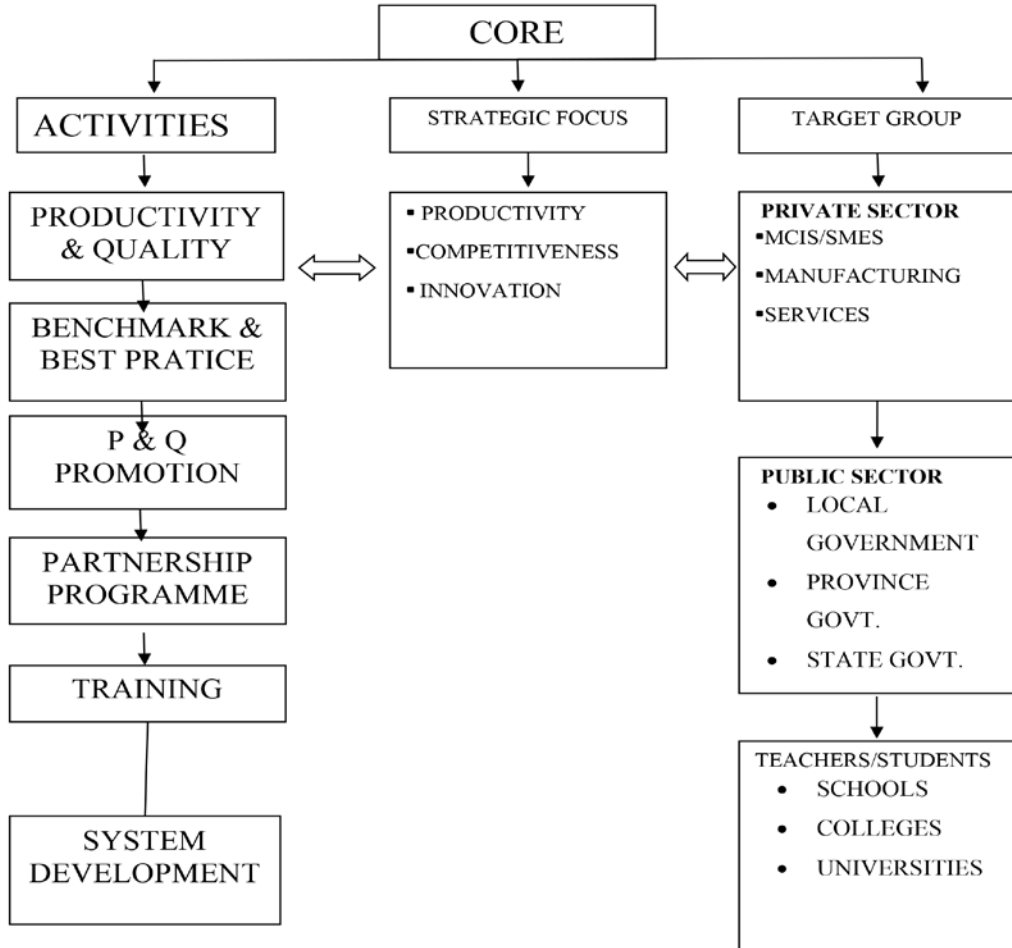 CORE
ACTIVITIES
STRATEGIC FOCUS
TARGET GROUP
PRODUCTIVITY
& QUALITY
BENCHMARK &
BEST PRATICE
P & Q
PROMOTION
PARTNERSHIP
PROGRAMME
TRAINING
SYSTEM
DEVELOPMENT
▪ PRODUCTIVITY
▪COMPETITIVENESS
▪ INNOVATION
PRIVATE SECTOR
▪MCIS/SMES
▪MANUFACTURING
▪SERVICES
PUBLIC SECTOR
• LOCAL
GOVERNMENT
• PROVINCE
GOVT.
• STATE GOVT.
TEACHERS/STUDENTS
• SCHOOLS
• COLLEGES
• UNIVERSITIES